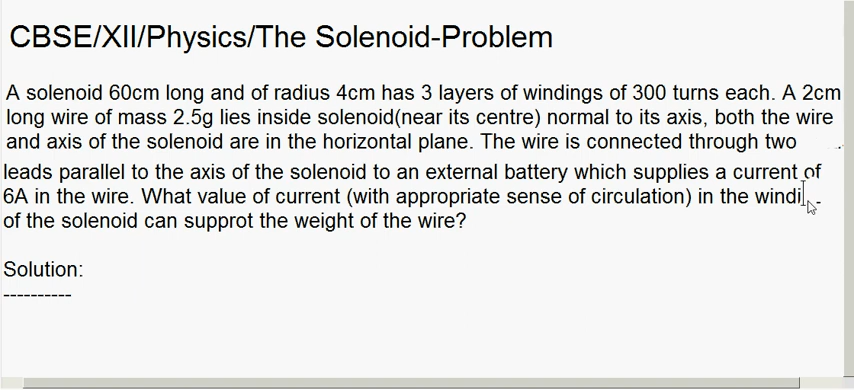 CBSE/XII/Physics/The Solenoid-Problem
A solenoid 60cm long and of radius 4cm has 3 layers of windings of 300 turns each. A 2cm
long wire of mass 2.5g lies inside solenoid(near its centre) normal to its axis, both the wire
and axis of the solenoid are in the horizontal plane. The wire is connected through two
leads parallel to the axis of the solenoid to an external battery which supplies a current of
6A in the wire. What value of current (with appropriate sense of circulation) in the windi
of the solenoid can supprot the weight of the wire?
Solution:
----------